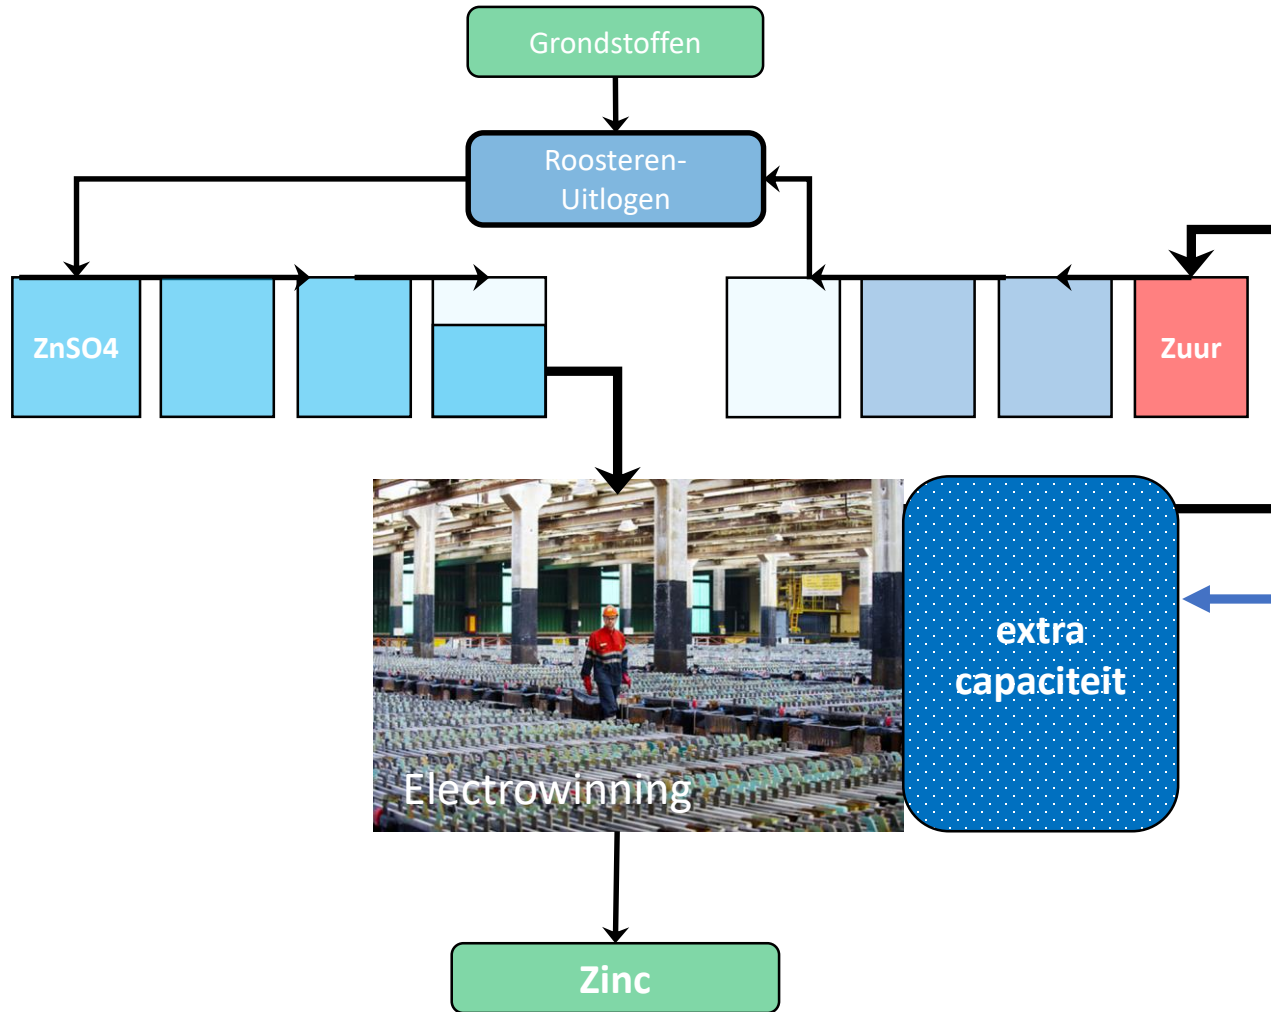 Grondstoffen
Roosteren-
Uitlogen
ZnSO4
Zuur
extra
capaciteit
Electrowinning
Zinc